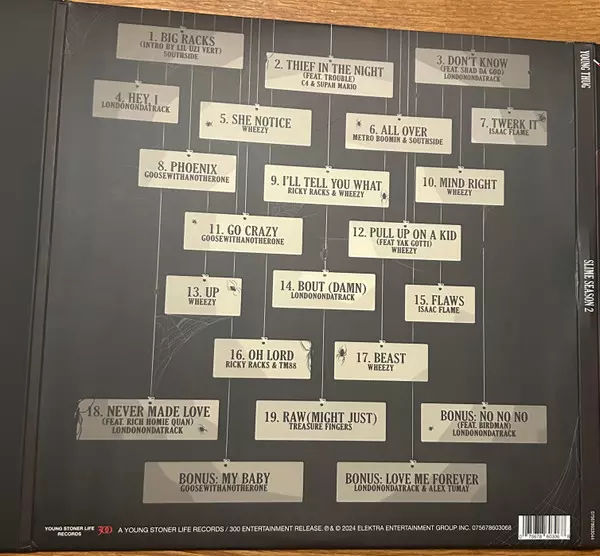 1. BIG RACKS
(INTRO BY LIL UZI VERT)
SOUTHSIDE
2. THIEF IN THE NIGHT
(FEAT. TROUBLE)
C4 & SUPAH MARIO
3. DON'T KNOW
(FEAT. SHAD DA GOD)
LONDONONDATRACK
4. HEY, I
LONDONONDATRACK
5. SHE NOTICE
WHEEZY
6. ALL OVER
METRO BOOMIN & SOUTHSIDE
7. TWERK IT
ISAAC FLAME
8. PHOENIX
GOOSEWITHANOTHERONE
9. I'LL TELL YOU WHAT
RICKY RACKS & WHEEZY
10. MIND RIGHT
WHEEZY
11. GO CRAZY
GOOSEWITHANOTHERONE
12. PULL UP ON A KID
(FEAT YAK GOTTI)
WHEEZY
13. UP
WHEEZY
14. BOUT (DAMN)
LONDONONDATRACK
15. FLAWS
ISAAC FLAME
16. OH LORD
RICKY RACKS & TM88
17. BEAST
WHEEZY
18. NEVER MADE LOVE
(FEAT. RICH HOMIE QUAN)
LONDONONDATRACK
19. RAW(MIGHT JUST)
TREASURE FINGERS
BONUS: NO NO NO
(FEAT. BIRDMAN)
LONDONONDATRACK
BONUS: MY BABY
GOOSEWITHANOTHERONE
BONUS: LOVE ME FOREVER
LONDONONDATRACK & ALEX TUMAY
YOUNG STONER LIFE
RECORDS
300
A YOUNG STONER LIFE RECORDS / 300 ENTERTAINMENT RELEASE. ℗ & © 2024 ELEKTRA ENTERTAINMENT GROUP INC. 075678603068
YOUNG THUG
SLIME SEASON 2